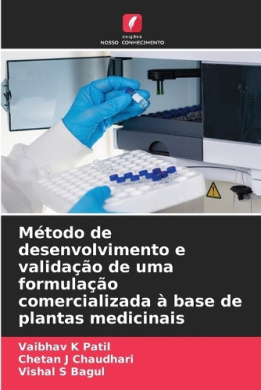 edições
NOSSO CONHECIMENTO
Método de
desenvolvimento e
validação de uma
formulação
comercializada à base de
plantas medicinais
Vaibhav K Patil
Chetan J Chaudhari
Vishal S Bagul